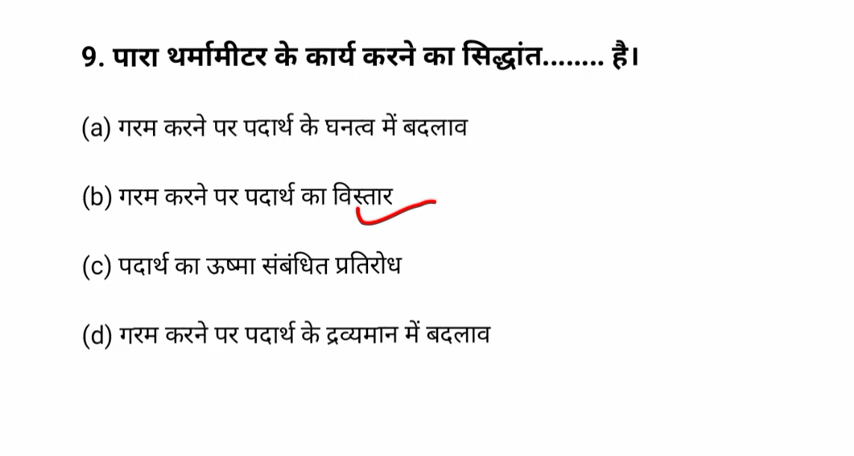 9. पारा थर्मामीटर के कार्य करने का सिद्धांत........ है।
(a) गरम करने पर पदार्थ के घनत्व में बदलाव
(b) गरम करने पर पदार्थ का विस्तार
(c) पदार्थ का ऊष्मा संबंधित प्रतिरोध
(d) गरम करने पर पदार्थ के द्रव्यमान में बदलाव